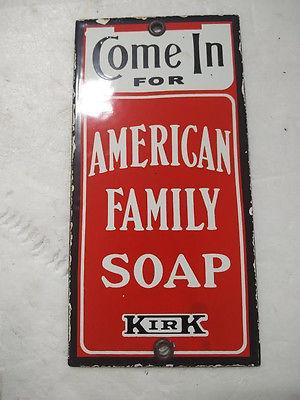 Come In
FOR
AMERICAN
FAMILY
SOAP
KIRK